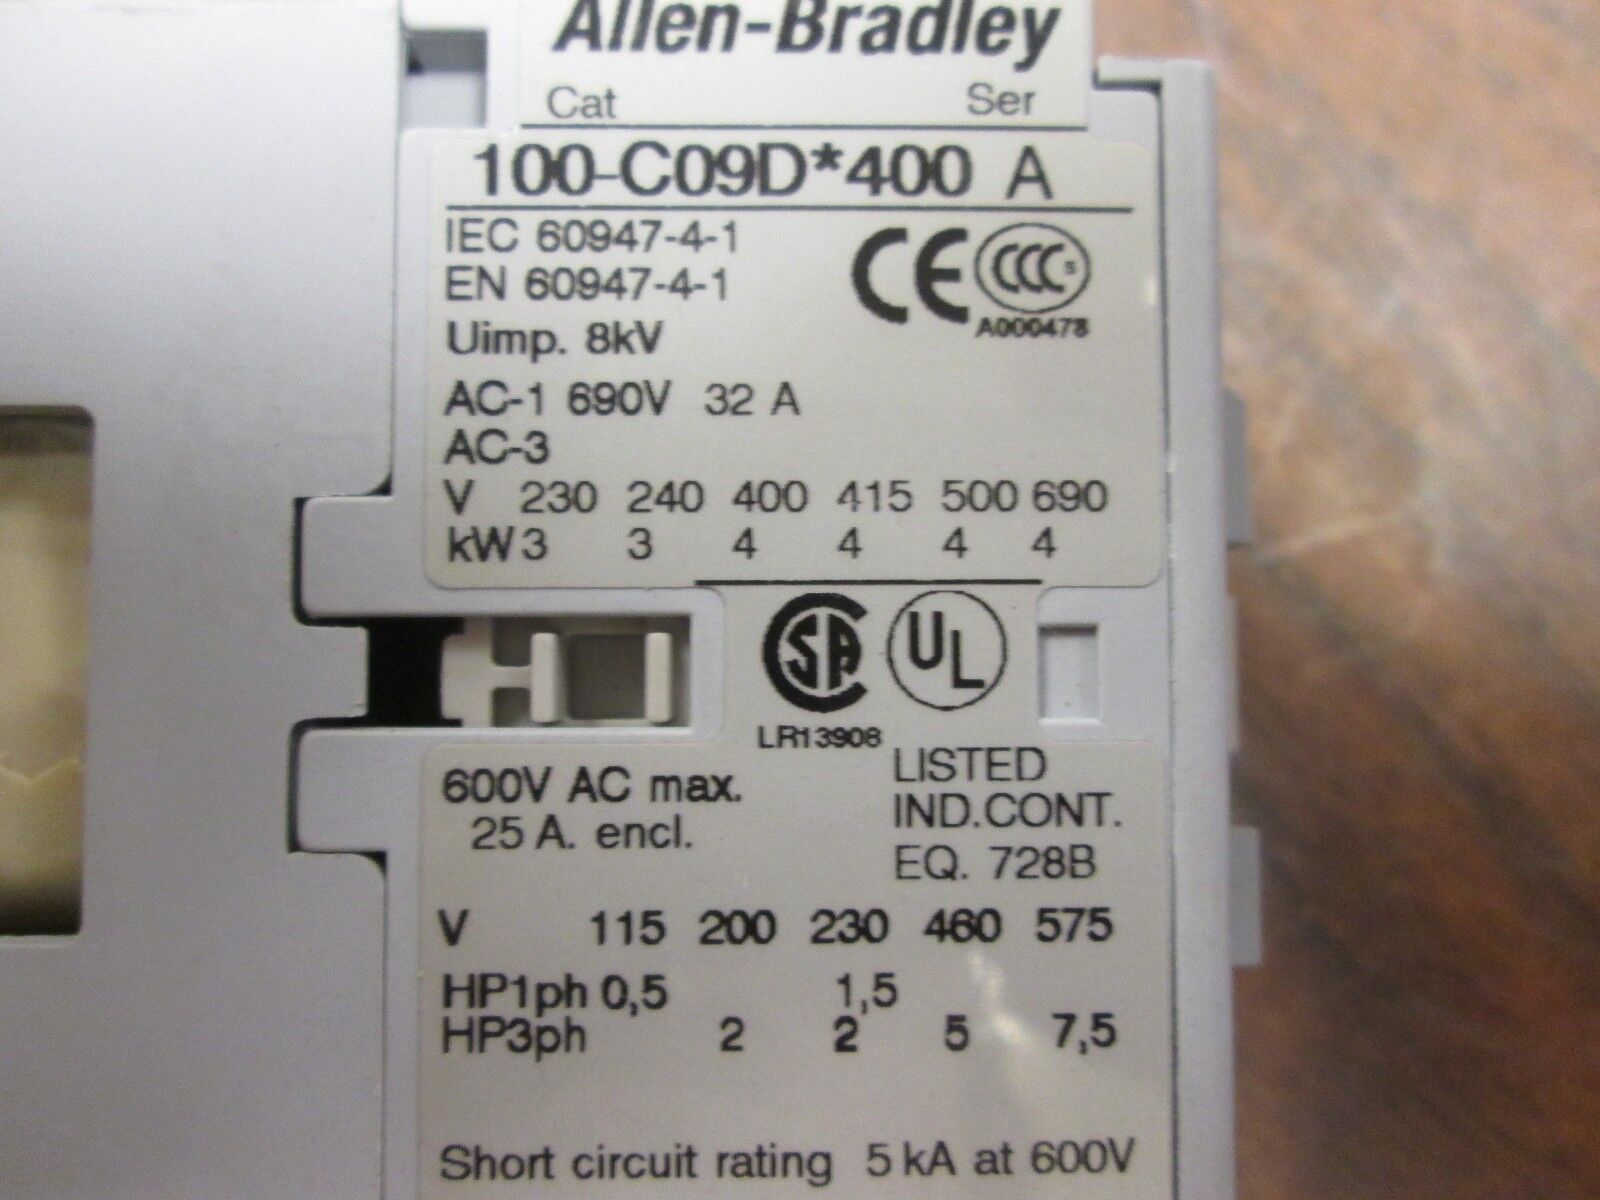 Allen-Bradley
Cat Ser
100-C09D*400 A
IEC 60947-4-1
EN 60947-4-1
CE CCC S
A000478
Uimp. 8kV
AC-1 690V 32 A
AC-3
V 230 240 400 415 500 690
kW 3 3 4 4 4 4
SA UL
LR13908
LISTED
IND.CONT.
EQ. 728B
600V AC max.
25 A. encl.
V 115 200 230 460 575
HP1ph 0,5 1,5
HP3ph 2 2 5 7,5
Short circuit rating 5 kA at 600V